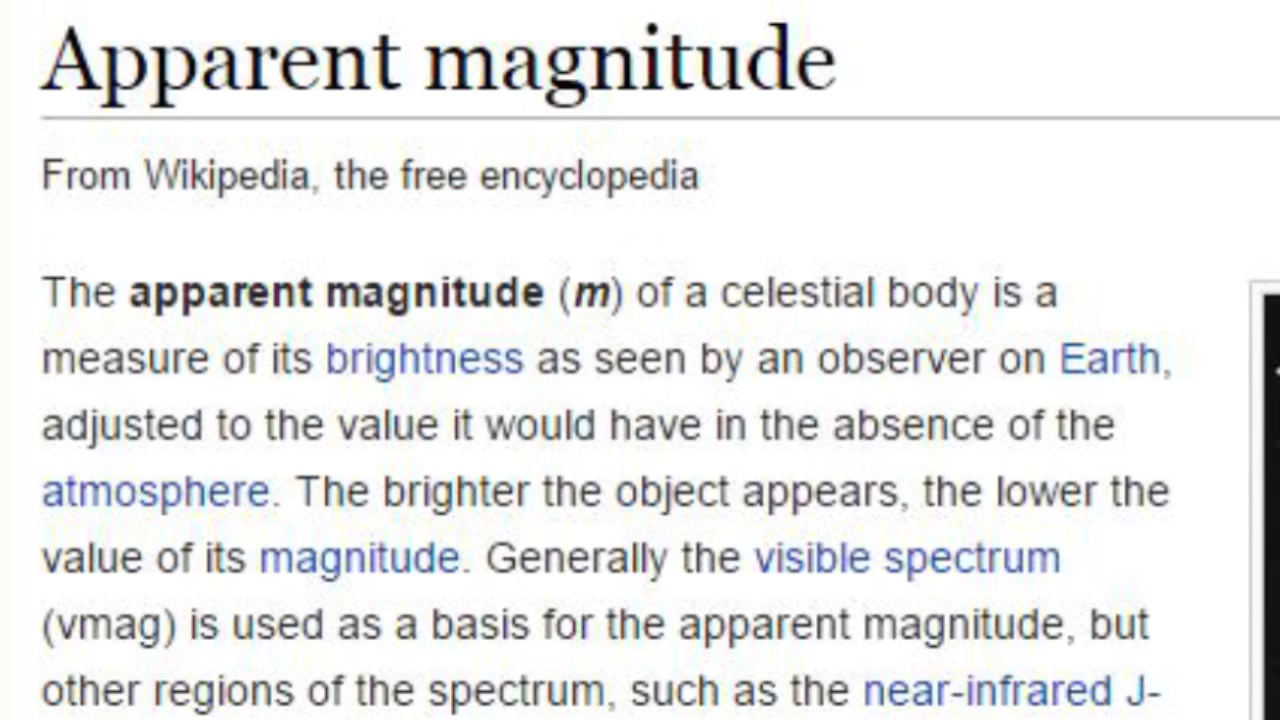 Apparent magnitude
From Wikipedia, the free encyclopedia
The apparent magnitude (m) of a celestial body is a
measure of its brightness as seen by an observer on Earth,
adjusted to the value it would have in the absence of the
atmosphere. The brighter the object appears, the lower the
value of its magnitude. Generally the visible spectrum
(vmag) is used as a basis for the apparent magnitude, but
other regions of the spectrum, such as the near-infrared J-